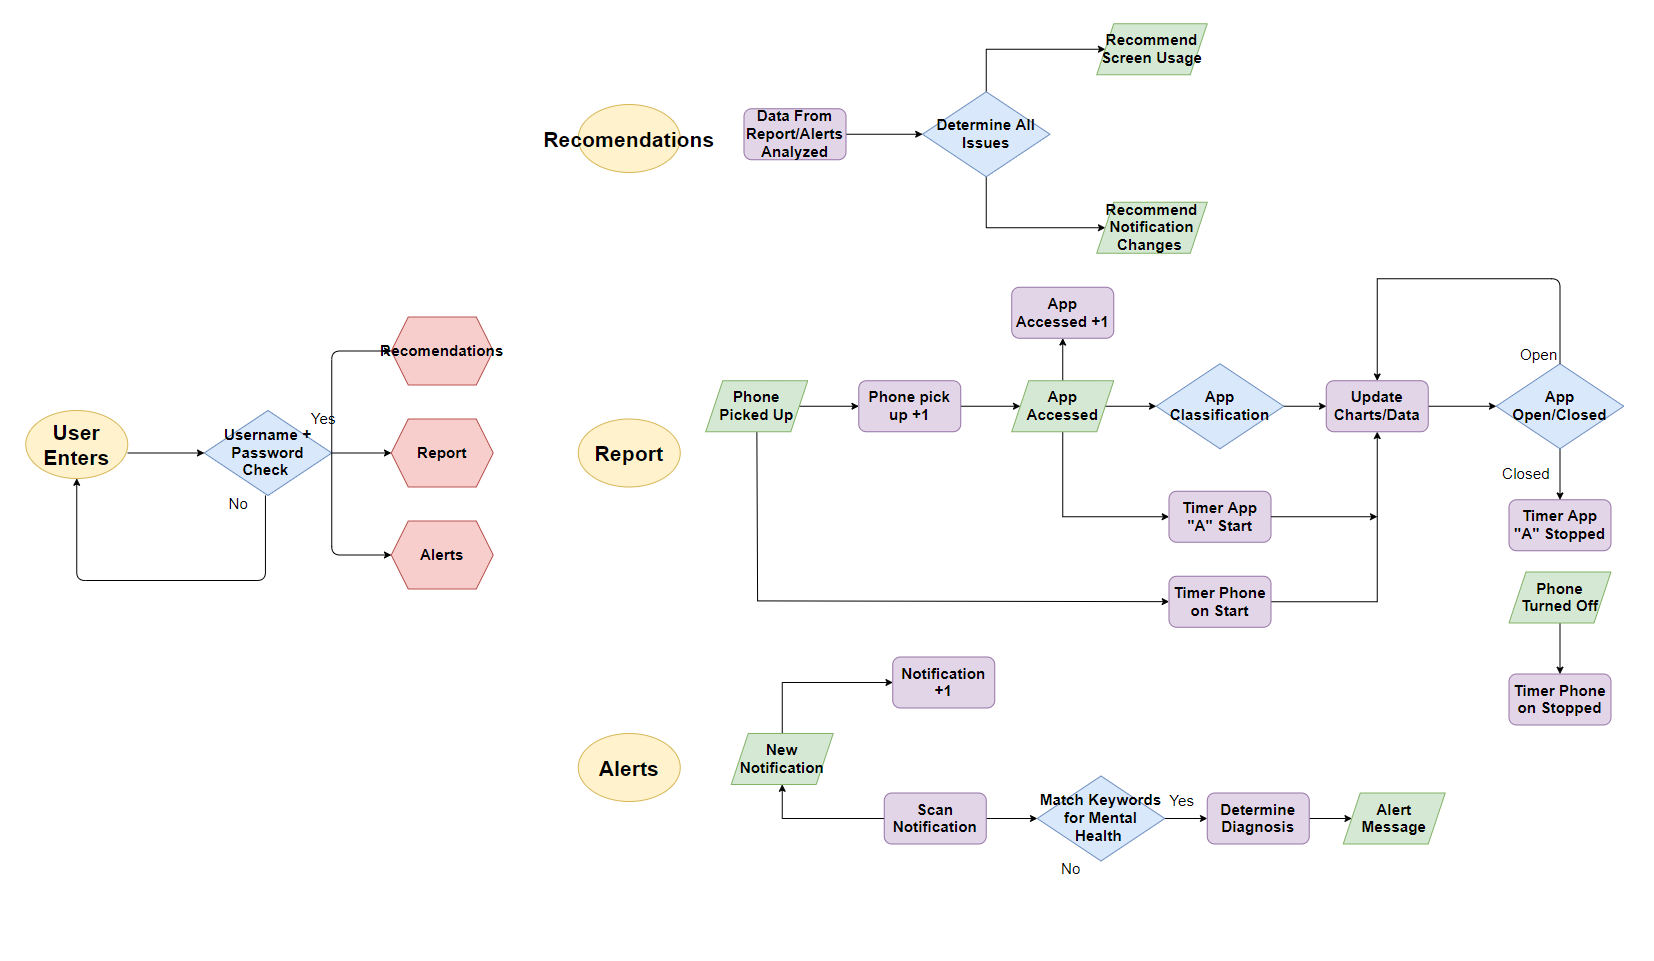 Recommend
Screen Usage
Data From
Report/Alerts
Analyzed
Determine All
Issues
Recomendations
Recommend
Notification
Changes
App
Accessed +1
Open
Recomendations
Phone
Picked Up
Phone pick
up +1
App
Accessed
App
Classification
Update
Charts/Data
App
Open/Closed
Yes
User
Enters
Username +
Password
Check
Report
Report
Closed
No
Timer App
"A" Start
Timer App
"A" Stopped
Alerts
Timer Phone
on Start
Phone
Turned Off
Notification
+1
Timer Phone
on Stopped
Alerts
New
Notification
Scan
Notification
Match Keywords
for Mental
Health
Yes
Determine
Diagnosis
Alert
Message
No